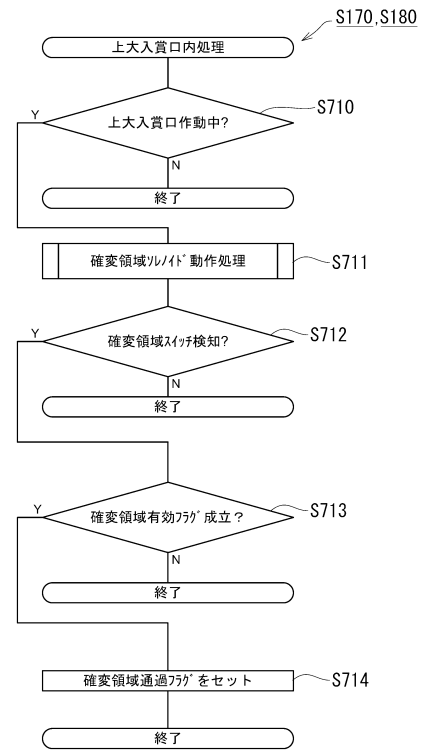 S170,S180
上大入賞口内処理
S710
上大入賞口作動中?
Y
N
終了
確変領域ｿﾚﾉｲﾄﾞ動作処理
S711
S712
確変領域ｽｲｯﾁ検知?
Y
N
終了
S713
確変領域有効ﾌﾗｸﾞ成立?
Y
N
終了
確変領域通過ﾌﾗｸﾞをセット
S714
終了